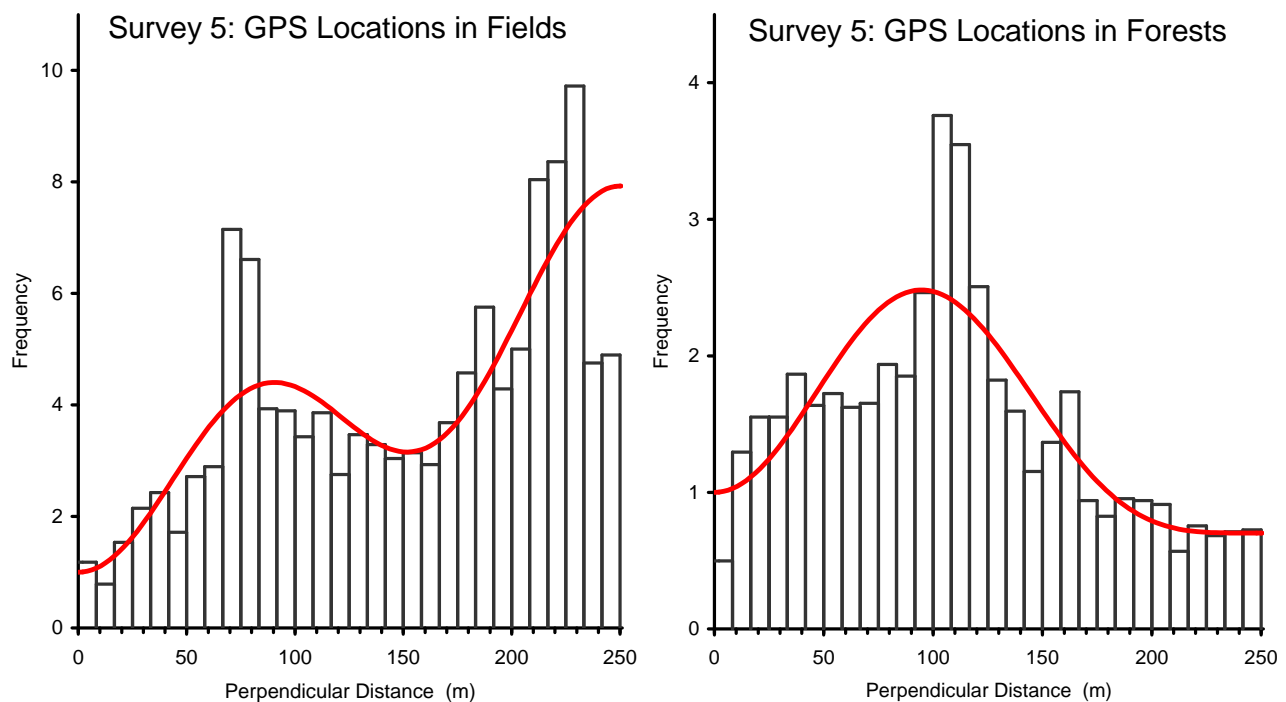 Survey 5: GPS Locations in Fields
10
8
6
4
2
0
Frequency
0 50 100 150 200 250
Perpendicular Distance (m)
Survey 5: GPS Locations in Forests
4
3
2
1
0
Frequency
0 50 100 150 200 250
Perpendicular Distance (m)